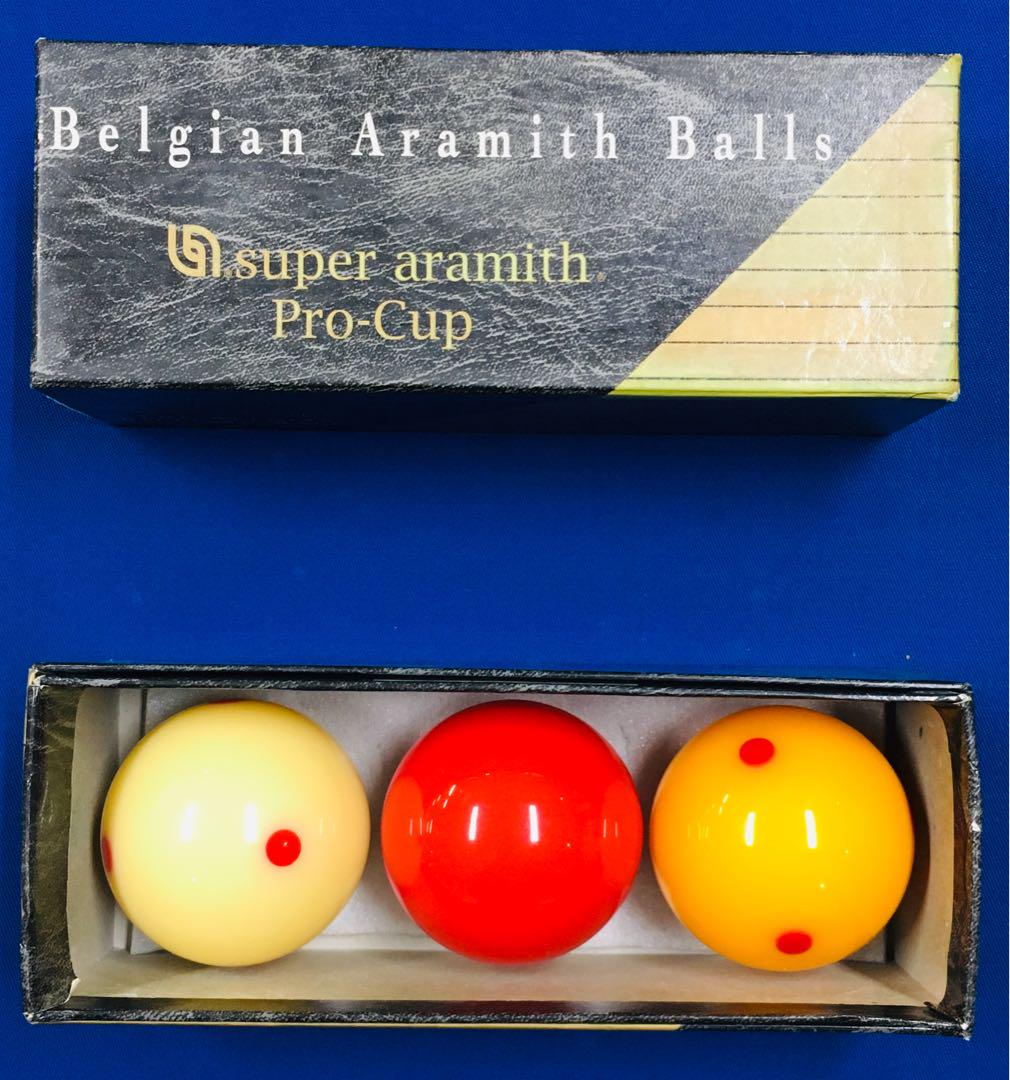 Belgian Aramith Balls
super aramith
Pro-Cup